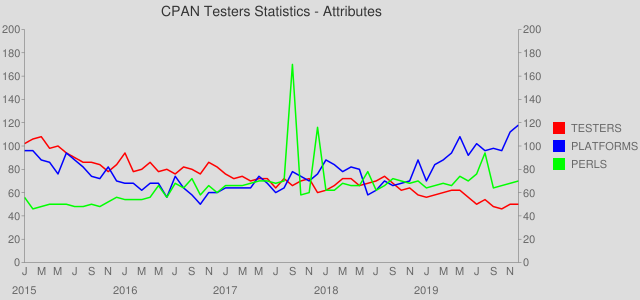 CPAN Testers Statistics - Attributes
200 200
180 180
160 160
140 140
120 120
100 100
80 80
60 60
40 40
20 20
0 0
TESTERS
PLATFORMS
PERLS
J M M J S N J M M J S N J M M J S N J M M J S N J M M J S N
2015 2016 2017 2018 2019